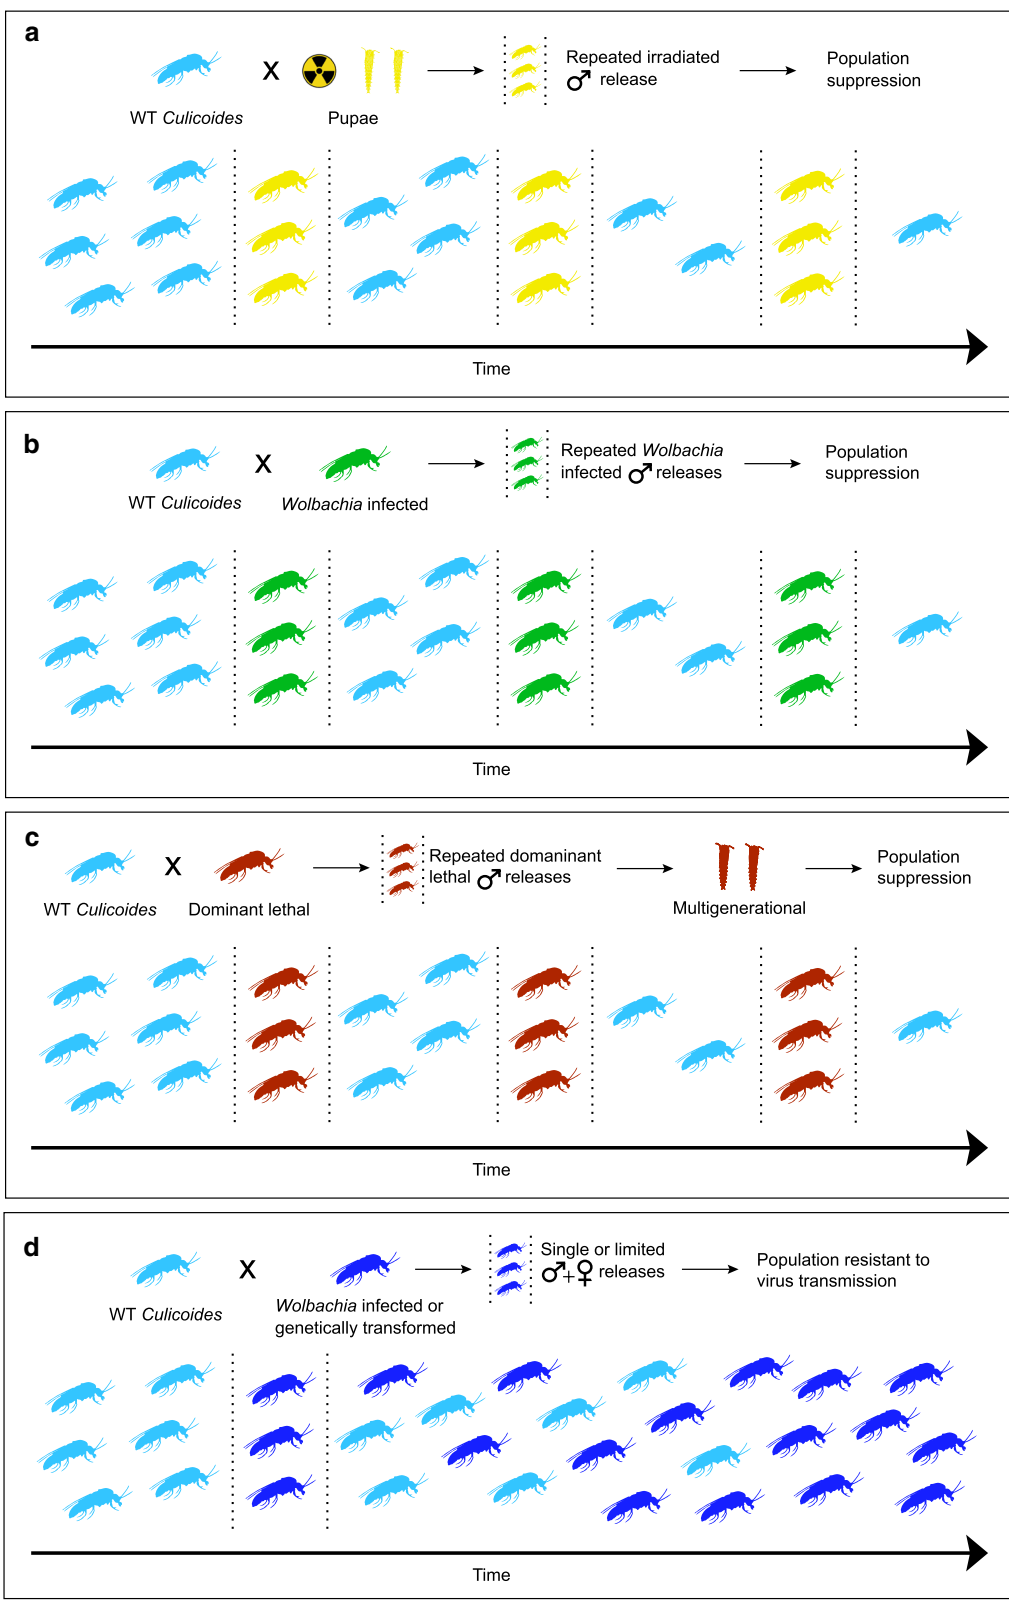 a
WT Culicoides
X
Pupae
Repeated irradiated
♂ release
Population
suppression
Time
b
WT Culicoides
X
Wolbachia infected
Repeated Wolbachia
infected ♂ releases
Population
suppression
Time
c
WT Culicoides
X
Dominant lethal
Repeated domaninant
lethal ♂ releases
Multigenerational
Population
suppression
Time
d
WT Culicoides
X
Wolbachia infected or
genetically transformed
Single or limited
♂+♀ releases
Population resistant to
virus transmission
Time